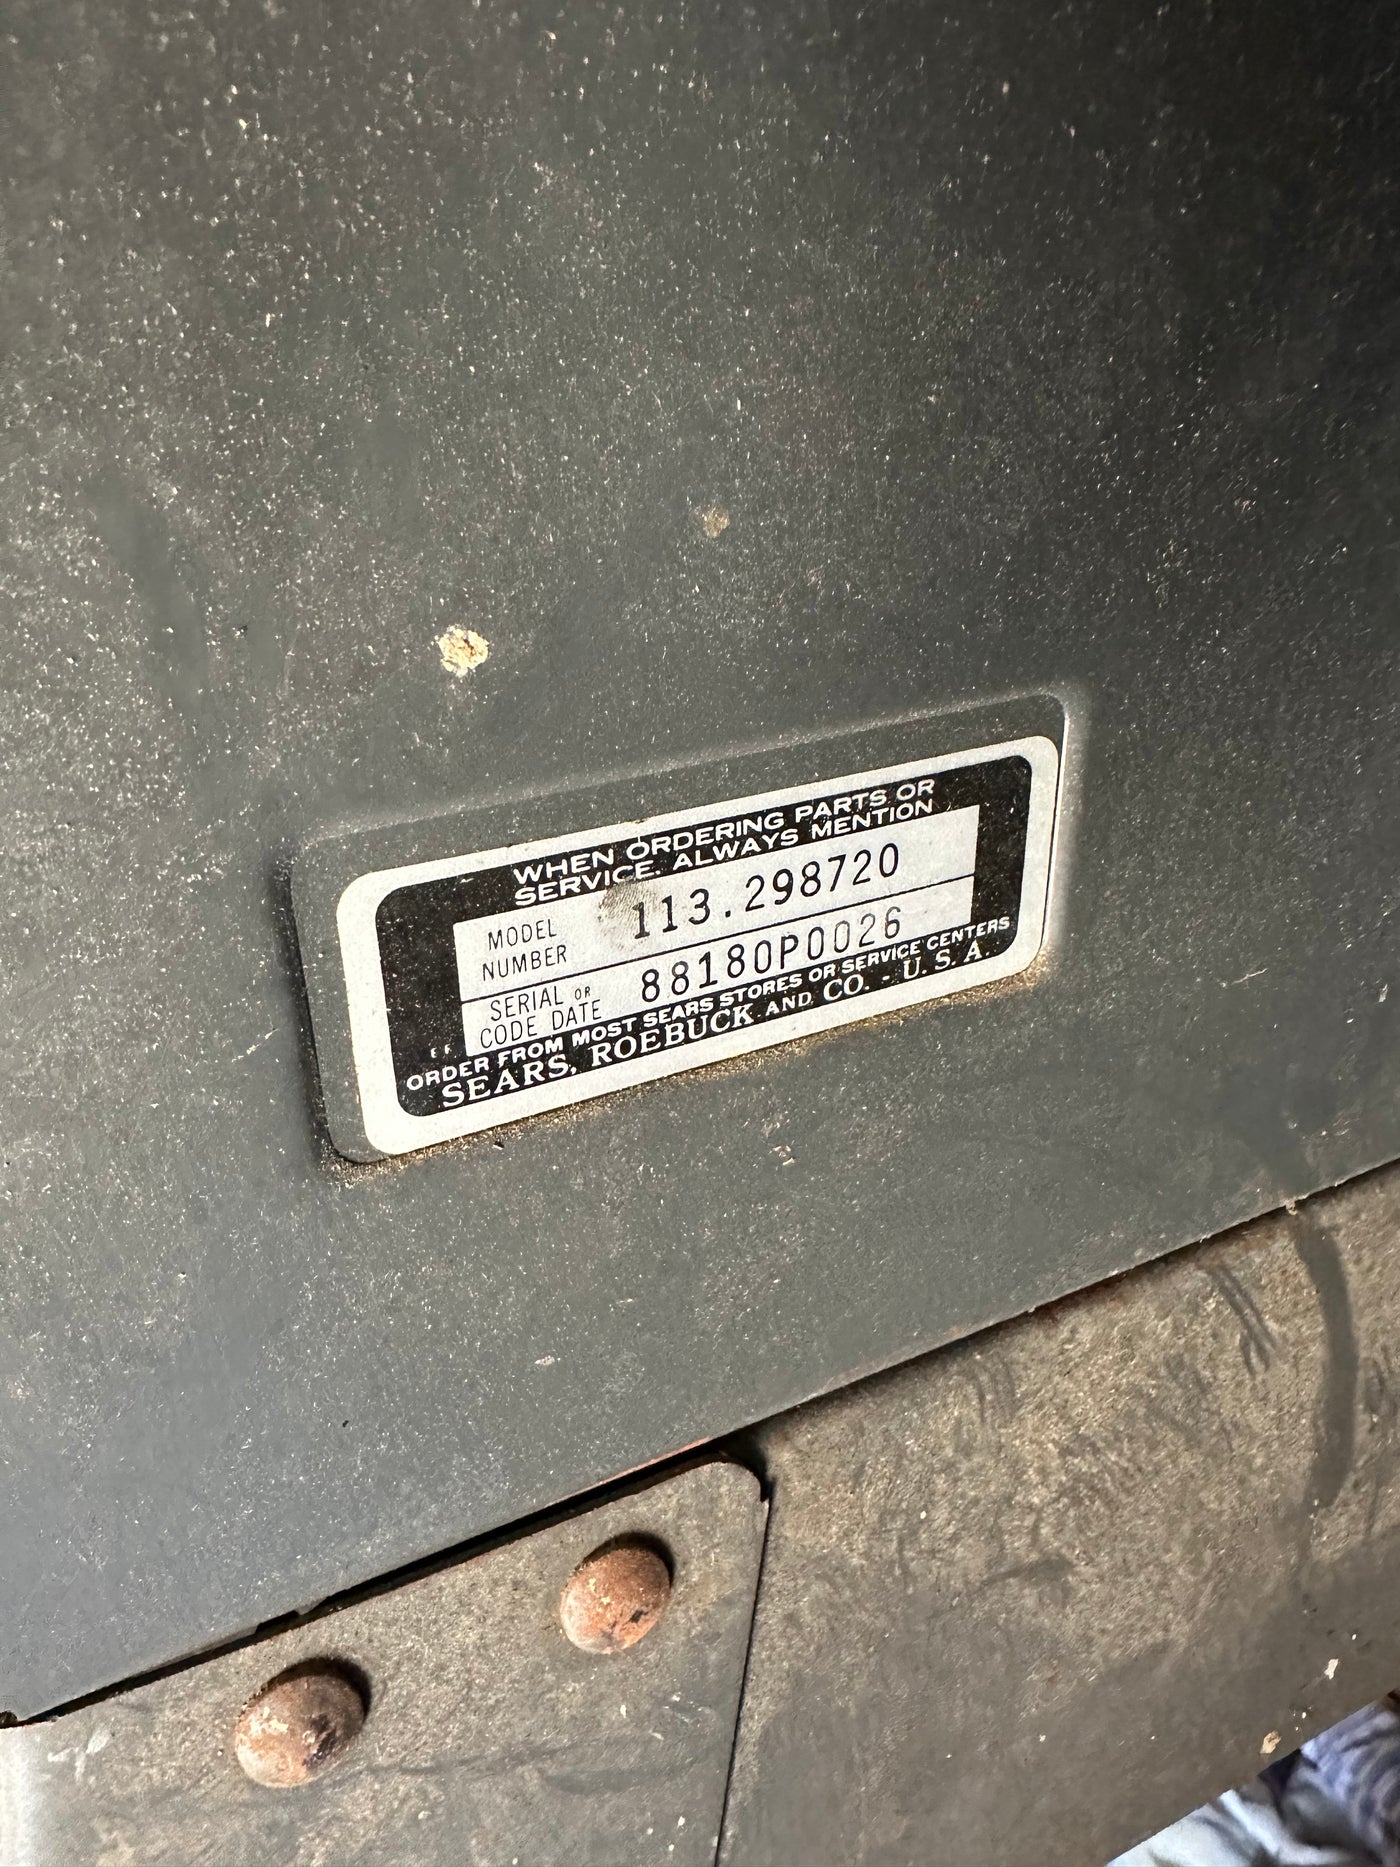 WHEN ORDERING PARTS OR
SERVICE, ALWAYS MENTION
MODEL
NUMBER
113.298720
SERIAL OR
CODE DATE
88180P0026
ORDER FROM MOST SEARS STORES OR SERVICE CENTERS
SEARS, ROEBUCK AND CO. - U.S.A.